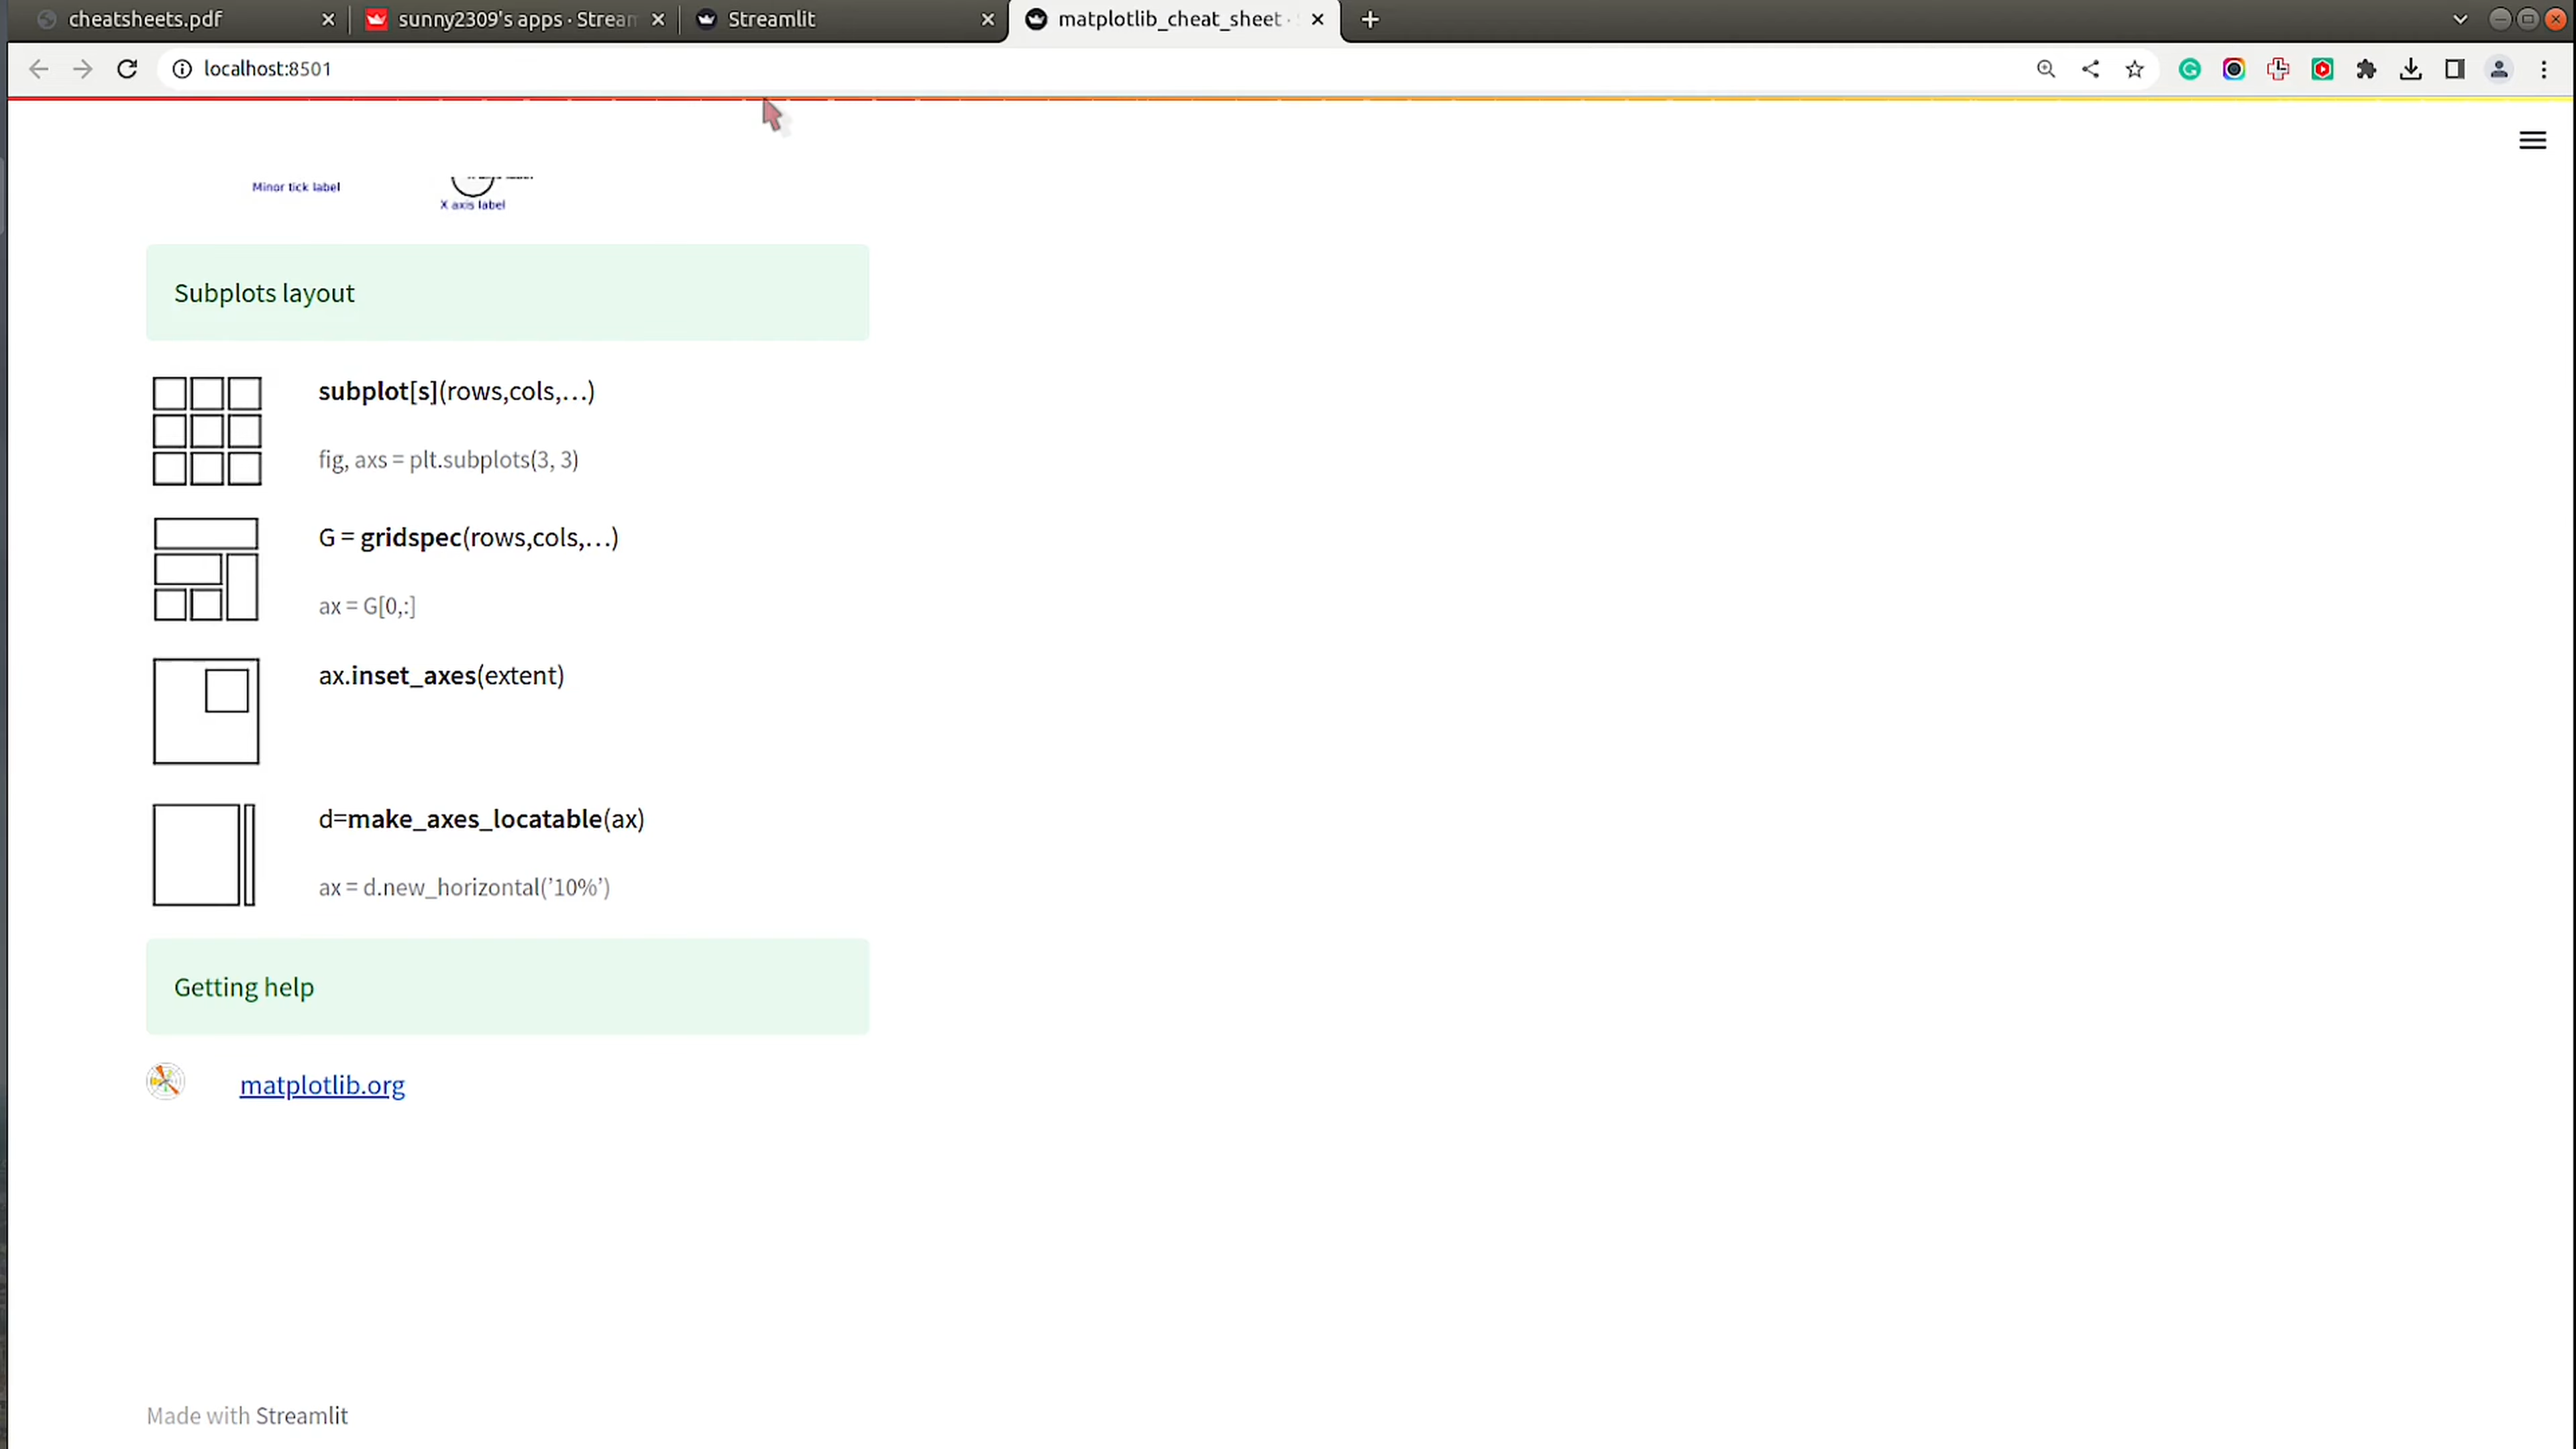 cheatsheets.pdf
sunny2309's apps · Stream
Streamlit
matplotlib_cheat_sheet ·
localhost:8501
Minor tick label
X axis label
Subplots layout
subplot[s](rows,cols,…)
fig, axs = plt.subplots(3, 3)
G = gridspec(rows,cols,…)
ax = G[0,:]
ax.inset_axes(extent)
d=make_axes_locatable(ax)
ax = d.new_horizontal(’10%’)
Getting help
matplotlib.org
Made with Streamlit